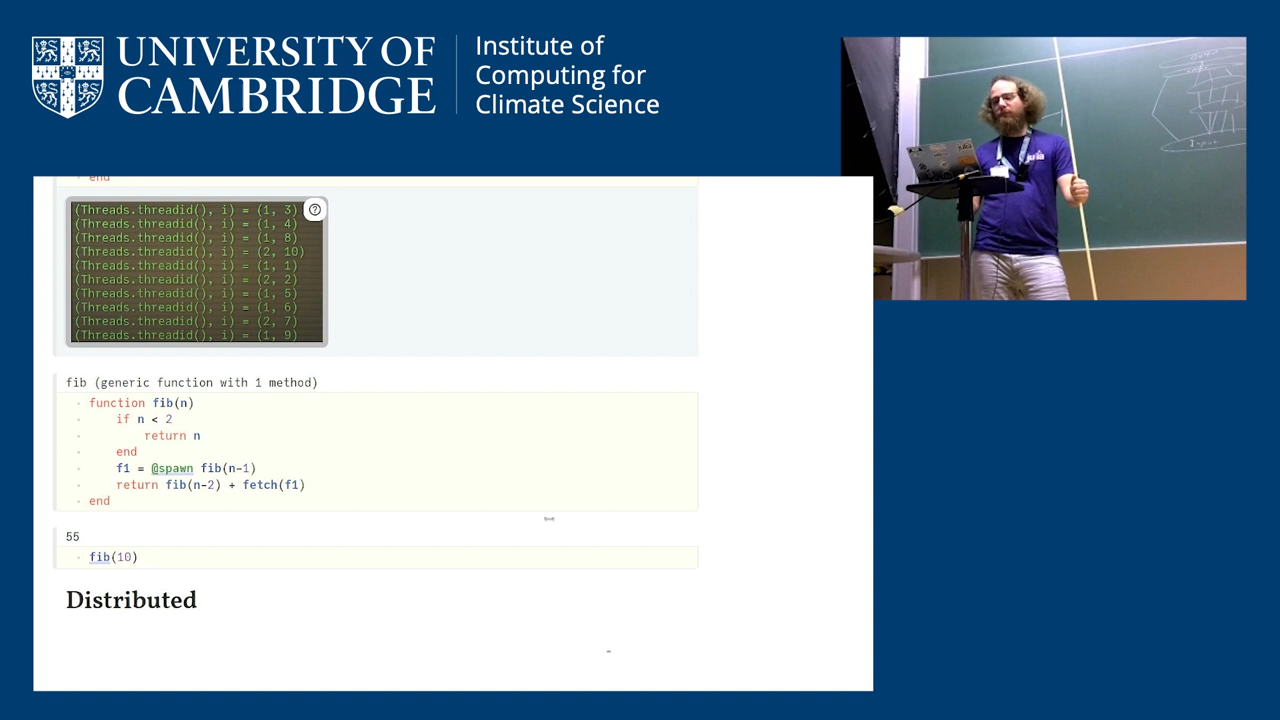 UNIVERSITY OF
CAMBRIDGE
Institute of
Computing for
Climate Science
julia
end
(Threads.threadid(), i) = (1, 3)
(Threads.threadid(), i) = (1, 4)
(Threads.threadid(), i) = (1, 8)
(Threads.threadid(), i) = (2, 10)
(Threads.threadid(), i) = (1, 1)
(Threads.threadid(), i) = (2, 2)
(Threads.threadid(), i) = (1, 5)
(Threads.threadid(), i) = (1, 6)
(Threads.threadid(), i) = (2, 7)
(Threads.threadid(), i) = (1, 9)
fib (generic function with 1 method)
function fib(n)
if n < 2
return n
end
f1 = @spawn fib(n-1)
return fib(n-2) + fetch(f1)
end
55
fib(10)
Distributed